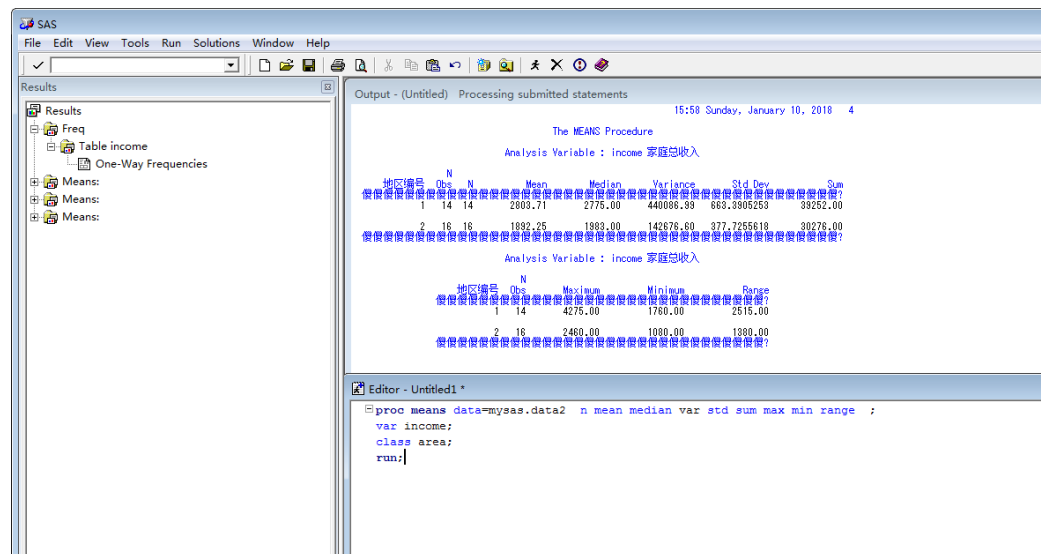 SAS
File Edit View Tools Run Solutions Window Help
Results
Results
Freq
Table income
One-Way Frequencies
Means:
Means:
Means:
Output - (Untitled) Processing submitted statements
15:58 Sunday, January 10, 2018 4
The MEANS Procedure
Analysis Variable : income 家庭总收入
N
地区编号 Obs N Mean Median Variance Std Dev Sum
1 14 14 2803.71 2775.00 440086.99 663.3905253 39252.00
2 16 16 1892.25 1983.00 142676.60 377.7255618 30276.00
Analysis Variable : income 家庭总收入
N
地区编号 Obs Maximum Minimum Range
1 14 4275.00 1760.00 2515.00
2 16 2460.00 1080.00 1380.00
Editor - Untitled1 *
proc means data=mysas.data2 n mean median var std sum max min range ;
var income;
class area;
run;